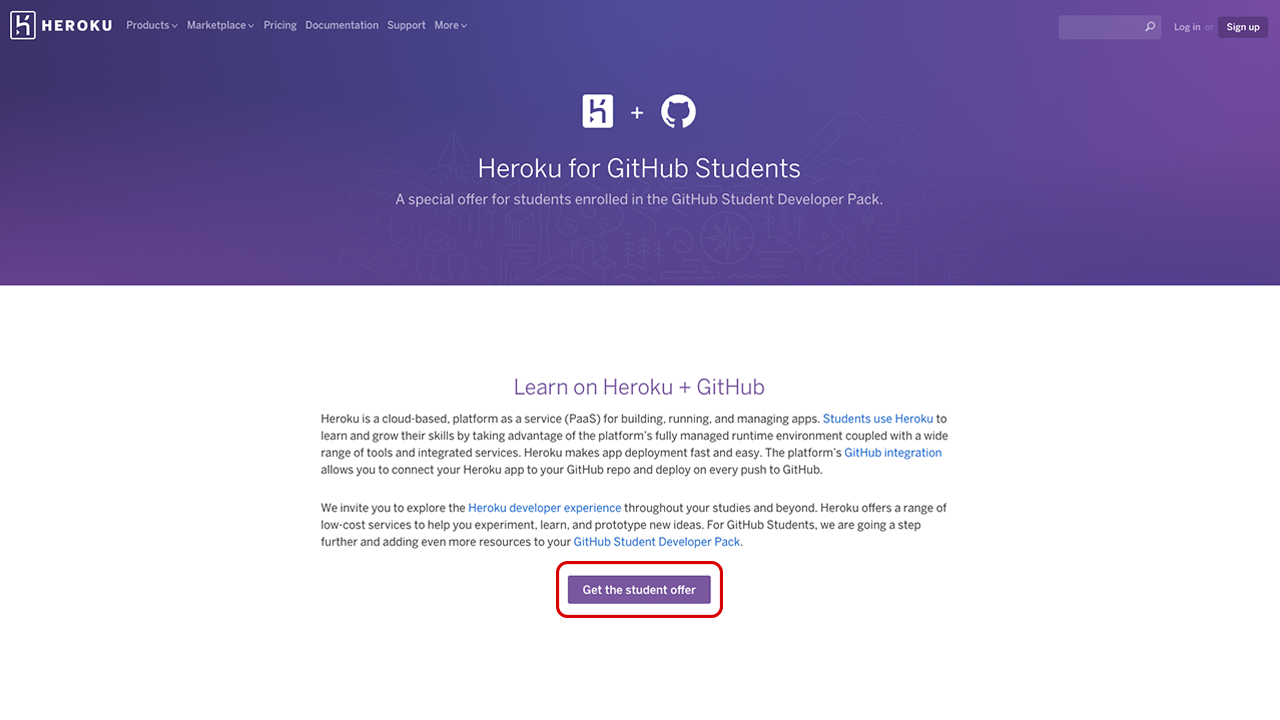 HEROKU Products Marketplace Pricing Documentation Support More Log in or Sign up
+
Heroku for GitHub Students
A special offer for students enrolled in the GitHub Student Developer Pack.
Learn on Heroku + GitHub
Heroku is a cloud-based, platform as a service (PaaS) for building, running, and managing apps. Students use Heroku to
learn and grow their skills by taking advantage of the platform's fully managed runtime environment coupled with a wide
range of tools and integrated services. Heroku makes app deployment fast and easy. The platform's GitHub integration
allows you to connect your Heroku app to your GitHub repo and deploy on every push to GitHub.
We invite you to explore the Heroku developer experience throughout your studies and beyond. Heroku offers a range of
low-cost services to help you experiment, learn, and prototype new ideas. For GitHub Students, we are going a step
further and adding even more resources to your GitHub Student Developer Pack.
Get the student offer